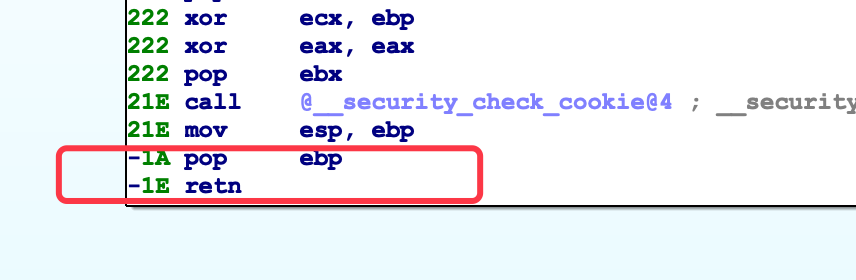 222 xor ecx, ebp
222 xor eax, eax
222 pop ebx
21E call @__security_check_cookie@4 ; __security
21E mov esp, ebp
-1A pop ebp
-1E retn